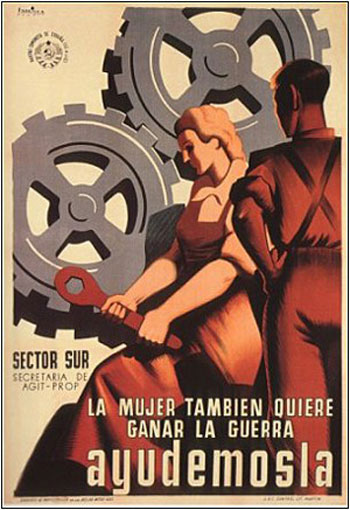 SECTOR SUR
SECRETARIA DE
AGIT-PROP
LA MUJER TAMBIEN QUIERE
GANAR LA GUERRA
ayudemosla